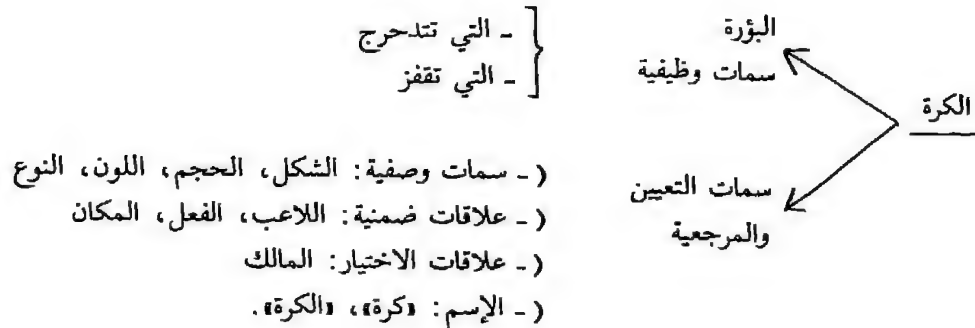 الكرة
البؤرة
سمات وظيفية
- التي تتدحرج
- التي تقفز
سمات التعيين
والمرجعية
(- سمات وصفية: الشكل، الحجم، اللون، النوع
(- علاقات ضمنية: اللاعب، الفعل، المكان
(- علاقات الاختيار: المالك
(- الإسم: «كرة»، «الكرة».